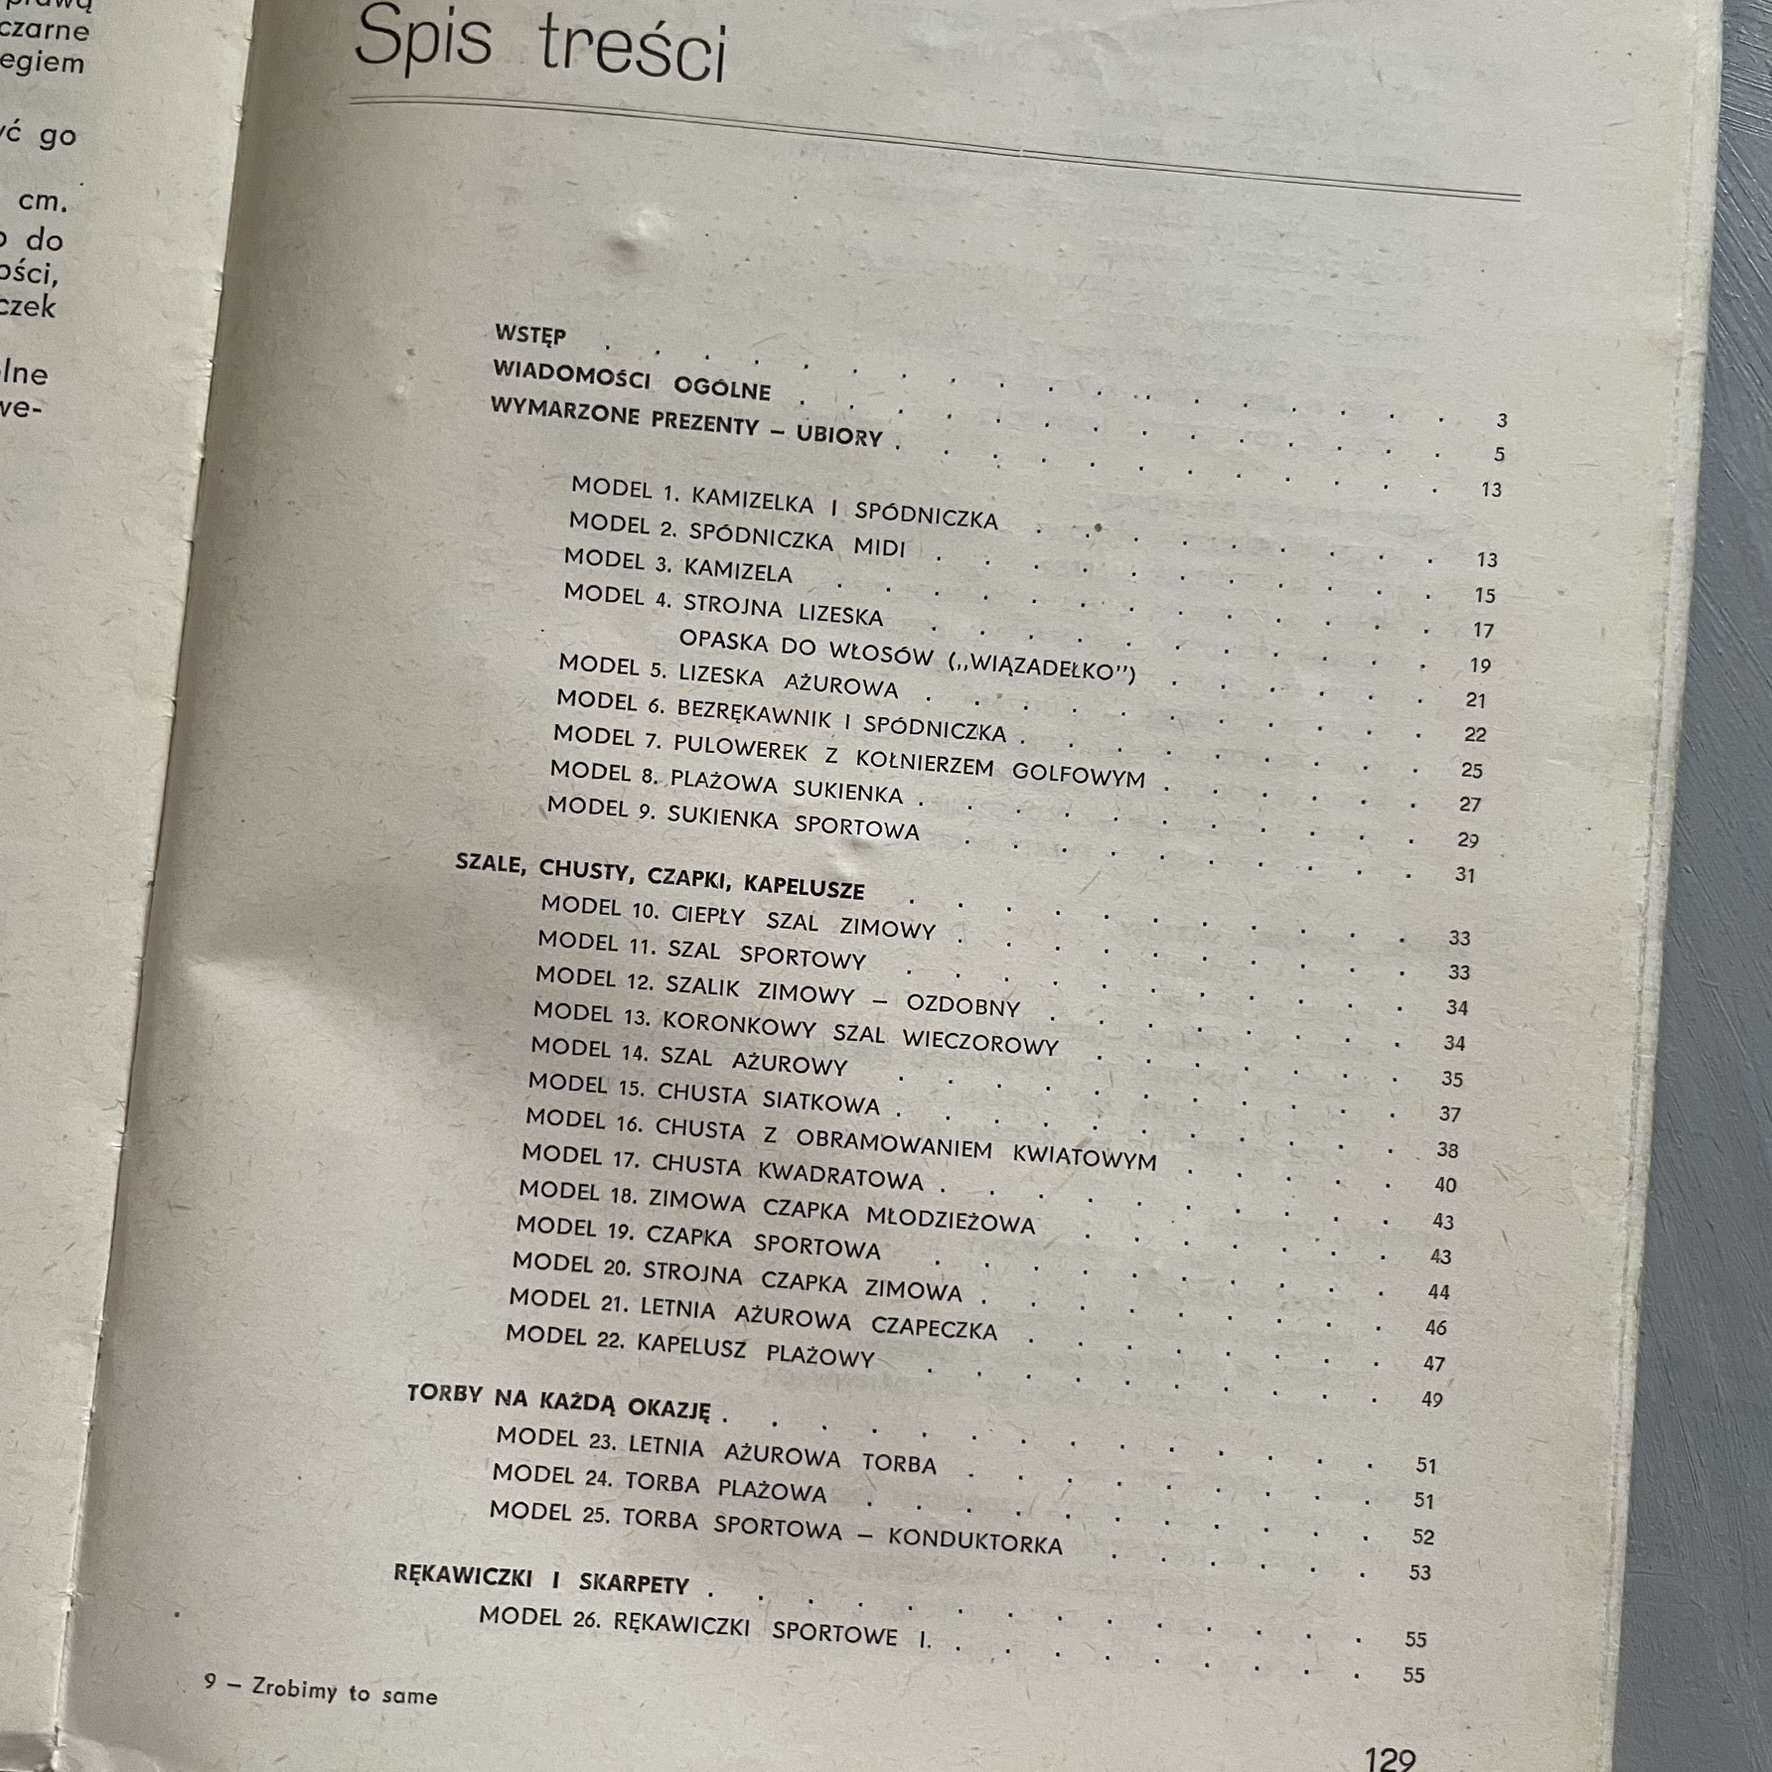 czarne
egiem
yć go
cm.
do
ości,
czek
lne
we-
Spis treści
WSTĘP . . . . . . . . . . . . . . . . . . 3
WIADOMOŚCI OGÓLNE . . . . . . . . . . . . . . 5
WYMARZONE PREZENTY – UBIORY . . . . . . . . . . . . 13
MODEL 1. KAMIZELKA I SPÓDNICZKA . . . . . . . . . 13
MODEL 2. SPÓDNICZKA MIDI . . . . . . . . . . . 15
MODEL 3. KAMIZELA . . . . . . . . . . . . . 17
MODEL 4. STROJNA LIZESKA . . . . . . . . . . . 19
OPASKA DO WŁOSÓW (,,WIĄZADEŁKO'') . . . . . . 21
MODEL 5. LIZESKA AŻUROWA . . . . . . . . . . . 22
MODEL 6. BEZRĘKAWNIK I SPÓDNICZKA . . . . . . . . . 25
MODEL 7. PULOWEREK Z KOŁNIERZEM GOLFOWYM . . . . . . 27
MODEL 8. PLAŻOWA SUKIENKA . . . . . . . . . . . 29
MODEL 9. SUKIENKA SPORTOWA . . . . . . . . . . 31
SZALE, CHUSTY, CZAPKI, KAPELUSZE . . . . . . . . . . . 33
MODEL 10. CIEPŁY SZAL ZIMOWY . . . . . . . . . . 33
MODEL 11. SZAL SPORTOWY . . . . . . . . . . . 34
MODEL 12. SZALIK ZIMOWY – OZDOBNY . . . . . . . . 34
MODEL 13. KORONKOWY SZAL WIECZOROWY . . . . . . . 35
MODEL 14. SZAL AŻUROWY . . . . . . . . . . . 37
MODEL 15. CHUSTA SIATKOWA . . . . . . . . . . . 38
MODEL 16. CHUSTA Z OBRAMOWANIEM KWIATOWYM . . . . . 40
MODEL 17. CHUSTA KWADRATOWA . . . . . . . . . . 43
MODEL 18. ZIMOWA CZAPKA MŁODZIEŻOWA . . . . . . . 43
MODEL 19. CZAPKA SPORTOWA . . . . . . . . . . 44
MODEL 20. STROJNA CZAPKA ZIMOWA . . . . . . . . . 46
MODEL 21. LETNIA AŻUROWA CZAPECZKA . . . . . . . . 47
MODEL 22. KAPELUSZ PLAŻOWY . . . . . . . . . . 49
TORBY NA KAŻDĄ OKAZJĘ . . . . . . . . . . . . . . 51
MODEL 23. LETNIA AŻUROWA TORBA . . . . . . . . . 51
MODEL 24. TORBA PLAŻOWA . . . . . . . . . . . 52
MODEL 25. TORBA SPORTOWA – KONDUKTORKA . . . . . . 53
RĘKAWICZKI I SKARPETY . . . . . . . . . . . . . . 55
MODEL 26. RĘKAWICZKI SPORTOWE I. . . . . . . . . . 55
9 – Zrobimy to same
129